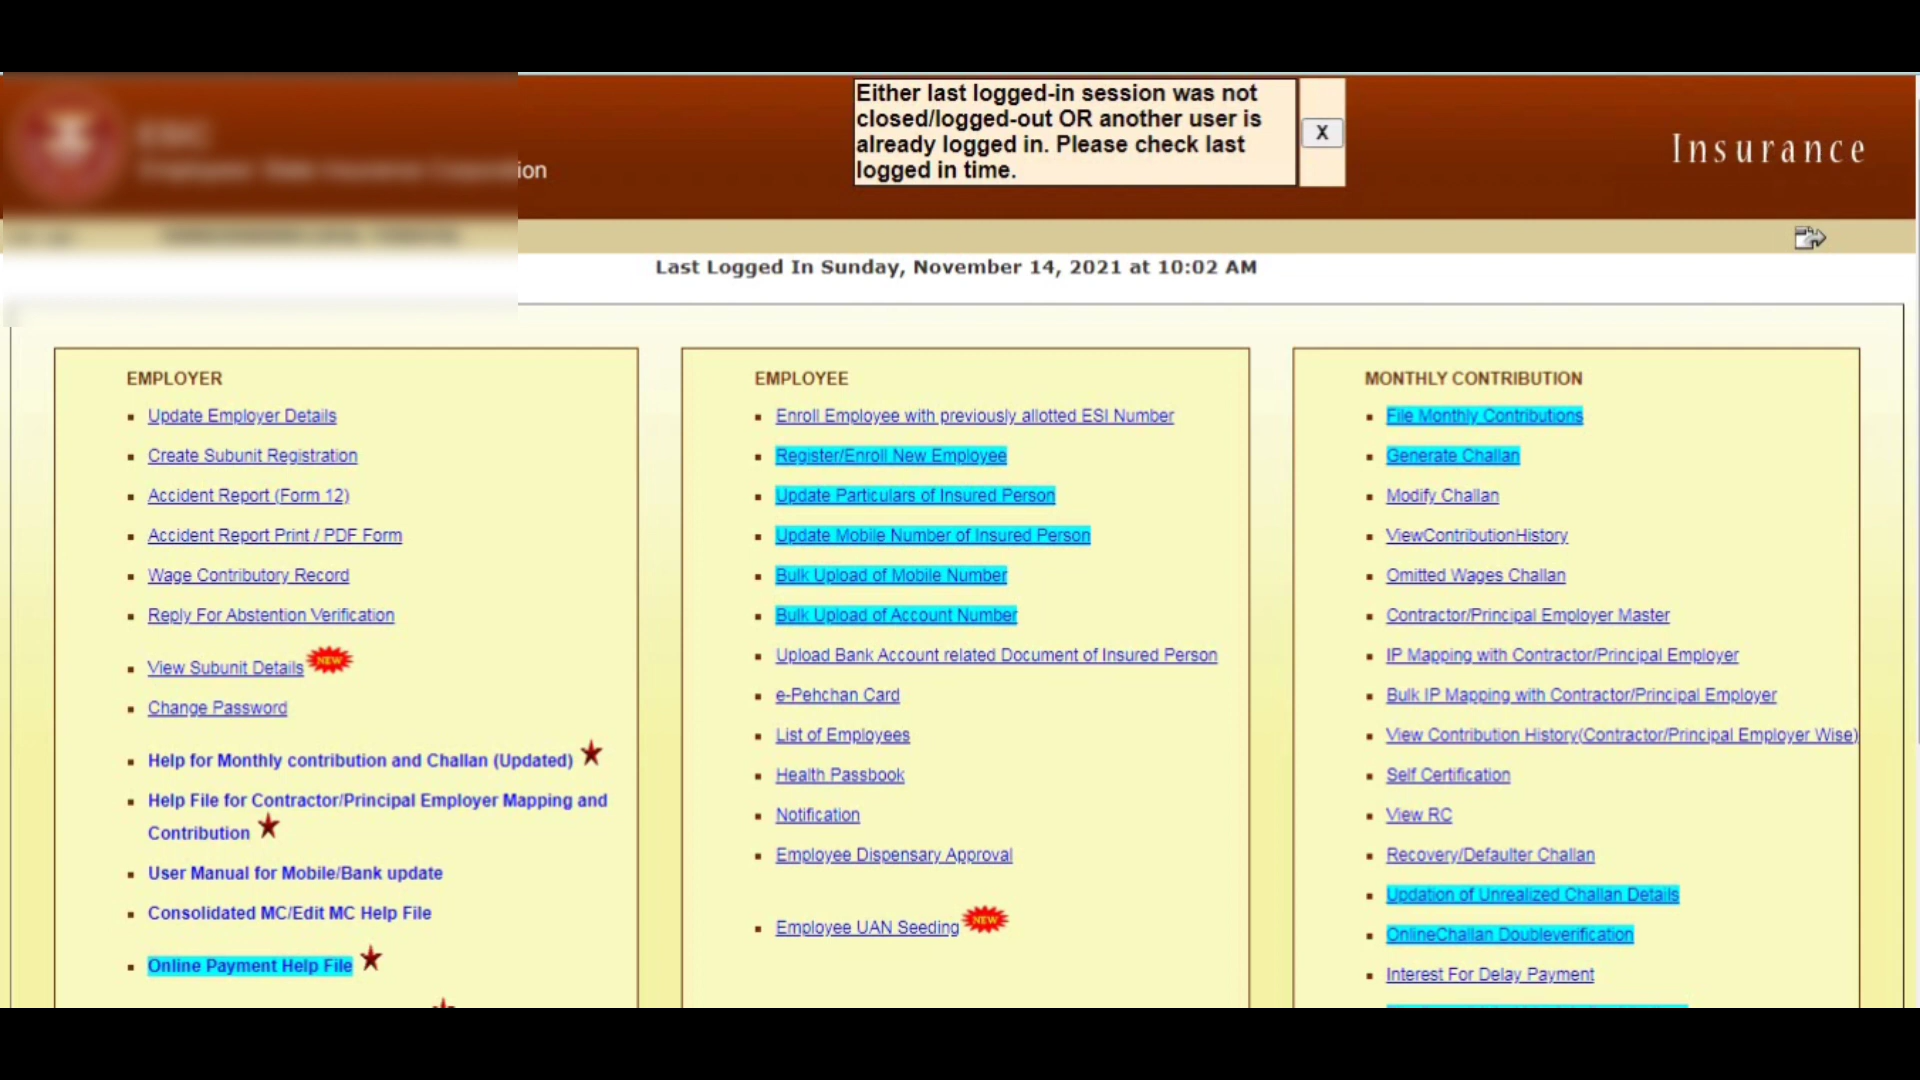 ion
Either last logged-in session was not
closed/logged-out OR another user is
already logged in. Please check last
logged in time.
X
Insurance
Last Logged In Sunday, November 14, 2021 at 10:02 AM
EMPLOYER
Update Employer Details
Create Subunit Registration
Accident Report (Form 12)
Accident Report Print / PDF Form
Wage Contributory Record
Reply For Abstention Verification
View Subunit Details NEW
Change Password
Help for Monthly contribution and Challan (Updated)
Help File for Contractor/Principal Employer Mapping and
Contribution
User Manual for Mobile/Bank update
Consolidated MC/Edit MC Help File
Online Payment Help File
EMPLOYEE
Enroll Employee with previously allotted ESI Number
Register/Enroll New Employee
Update Particulars of Insured Person
Update Mobile Number of Insured Person
Bulk Upload of Mobile Number
Bulk Upload of Account Number
Upload Bank Account related Document of Insured Person
e-Pehchan Card
List of Employees
Health Passbook
Notification
Employee Dispensary Approval
Employee UAN Seeding NEW
MONTHLY CONTRIBUTION
File Monthly Contributions
Generate Challan
Modify Challan
ViewContributionHistory
Omitted Wages Challan
Contractor/Principal Employer Master
IP Mapping with Contractor/Principal Employer
Bulk IP Mapping with Contractor/Principal Employer
View Contribution History(Contractor/Principal Employer Wise)
Self Certification
View RC
Recovery/Defaulter Challan
Updation of Unrealized Challan Details
OnlineChallan Doubleverification
Interest For Delay Payment